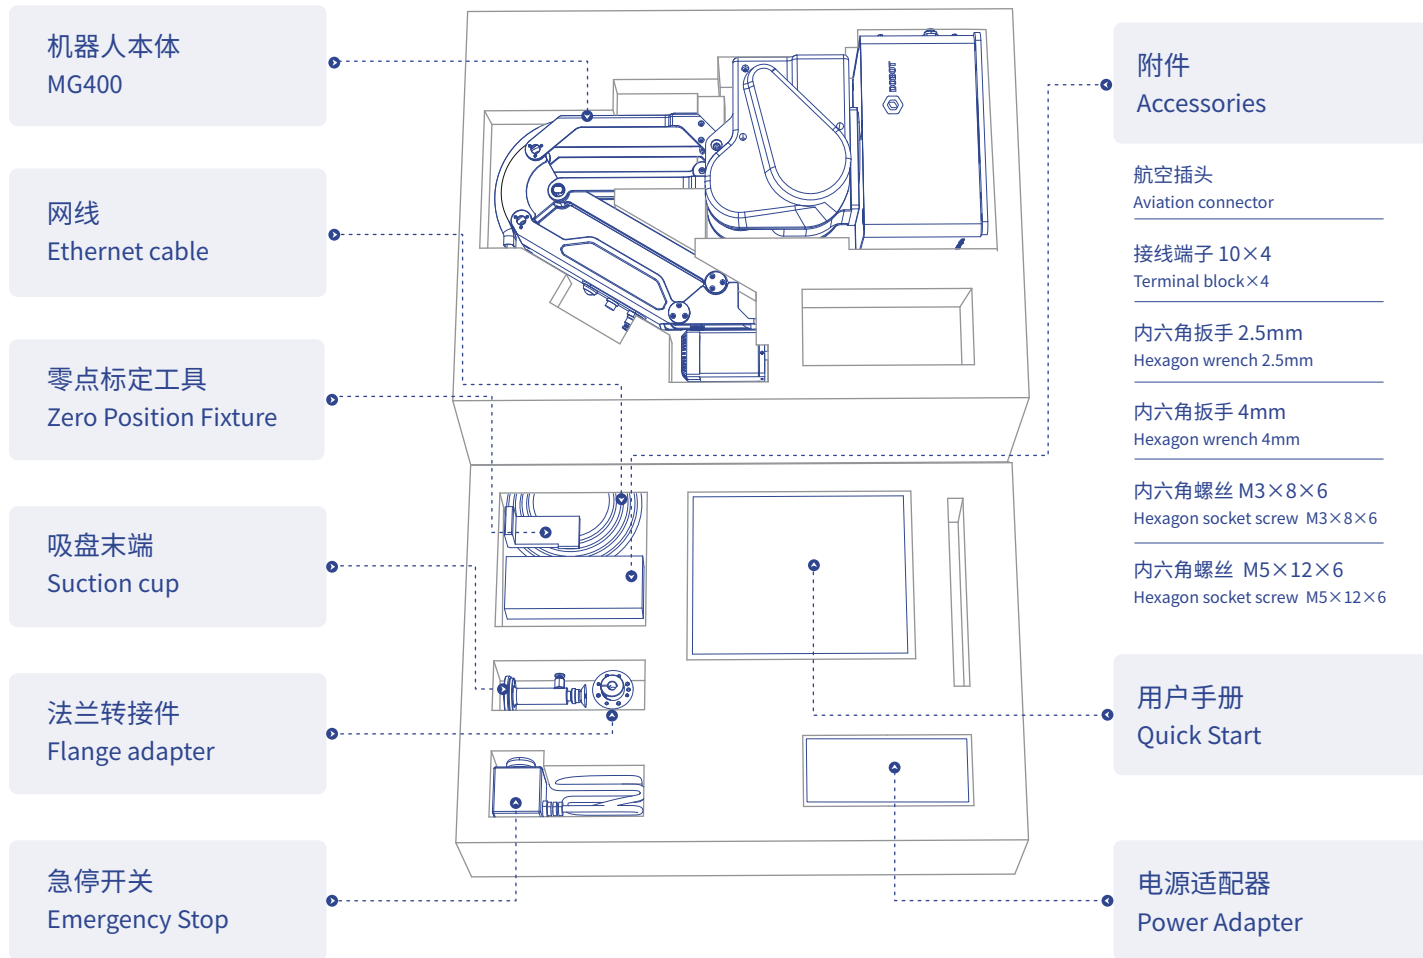 机器人本体
MG400
网线
Ethernet cable
零点标定工具
Zero Position Fixture
吸盘末端
Suction cup
法兰转接件
Flange adapter
急停开关
Emergency Stop
DOBOT
附件
Accessories
航空插头
Aviation connector
接线端子 10×4
Terminal block×4
内六角扳手 2.5mm
Hexagon wrench 2.5mm
内六角扳手 4mm
Hexagon wrench 4mm
内六角螺丝 M3×8×6
Hexagon socket screw M3×8×6
内六角螺丝 M5×12×6
Hexagon socket screw M5×12×6
用户手册
Quick Start
电源适配器
Power Adapter